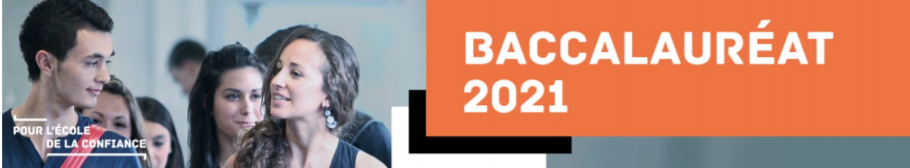 POUR L'ÉCOLE
DE LA CONFIANCE
BACCALAURÉAT
2021